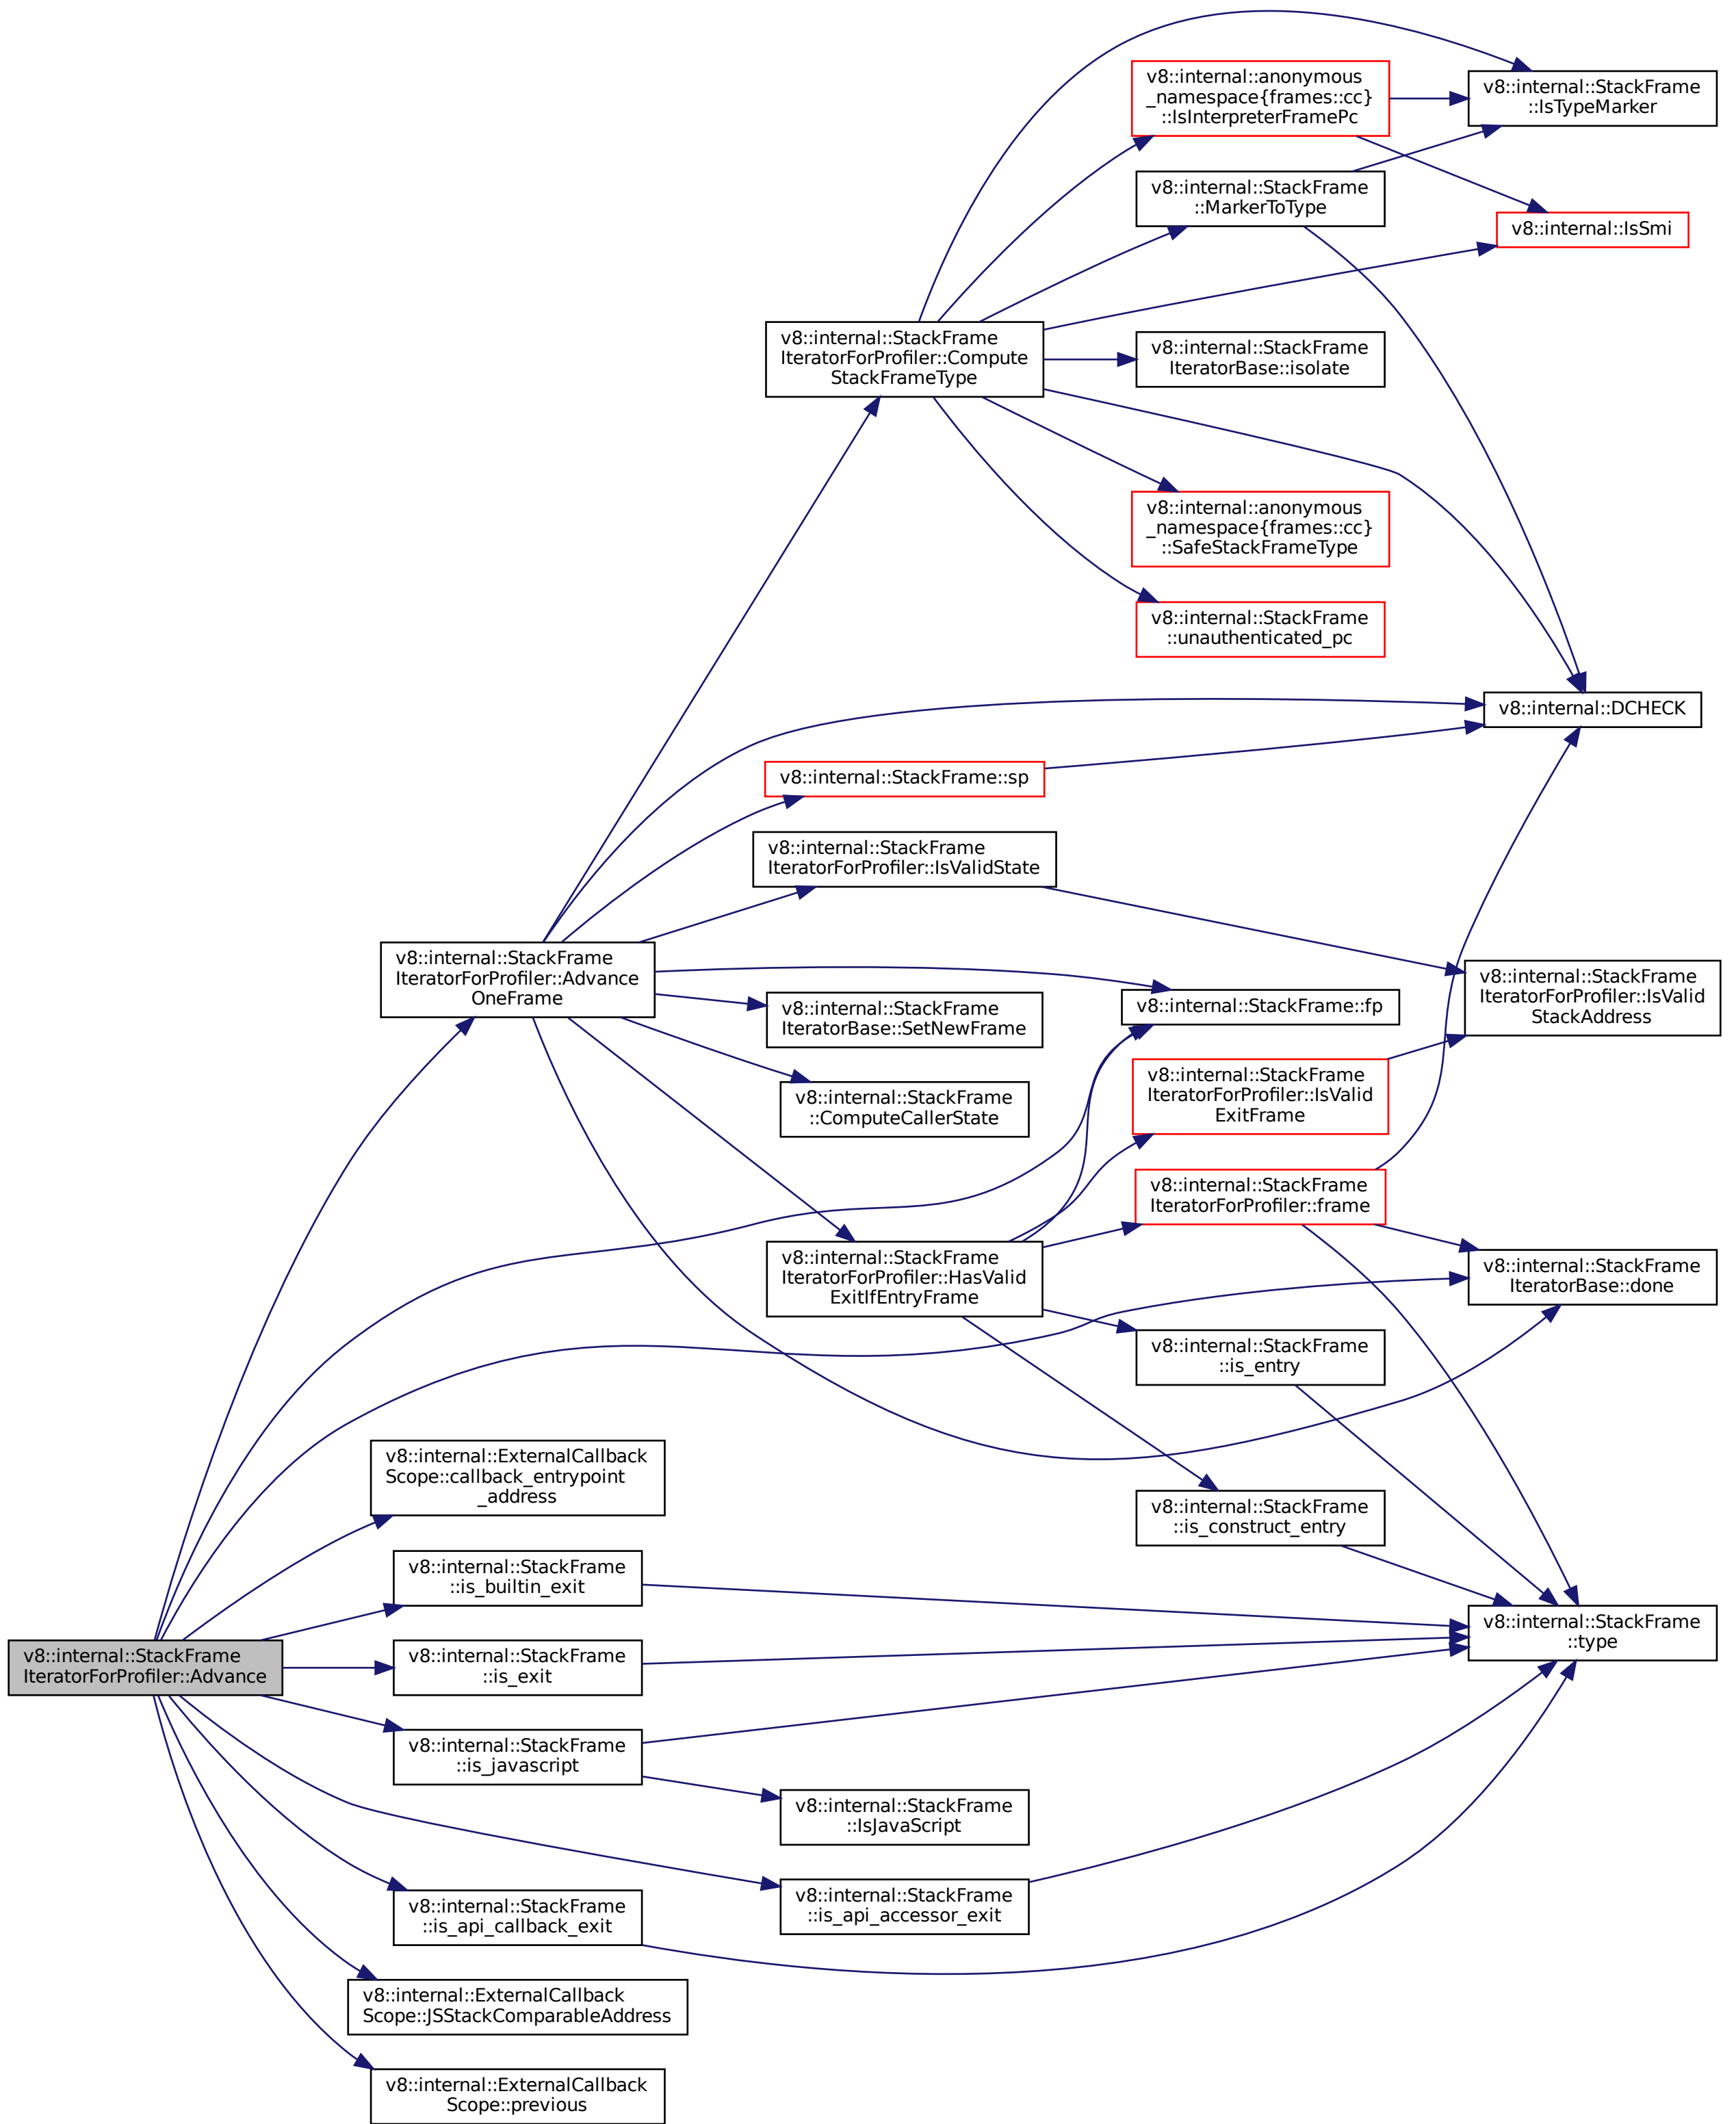 v8::internal::anonymous
_namespace{frames::cc}
::IsInterpreterFramePc
v8::internal::StackFrame
::IsTypeMarker
v8::internal::StackFrame
::MarkerToType
v8::internal::IsSmi
v8::internal::StackFrame
IteratorForProfiler::Compute
StackFrameType
v8::internal::StackFrame
IteratorBase::isolate
v8::internal::anonymous
_namespace{frames::cc}
::SafeStackFrameType
v8::internal::StackFrame
::unauthenticated_pc
v8::internal::DCHECK
v8::internal::StackFrame::sp
v8::internal::StackFrame
IteratorForProfiler::IsValidState
v8::internal::StackFrame
IteratorForProfiler::Advance
OneFrame
v8::internal::StackFrame
IteratorForProfiler::IsValid
StackAddress
v8::internal::StackFrame
IteratorBase::SetNewFrame
v8::internal::StackFrame::fp
v8::internal::StackFrame
::ComputeCallerState
v8::internal::StackFrame
IteratorForProfiler::IsValid
ExitFrame
v8::internal::StackFrame
IteratorForProfiler::frame
v8::internal::StackFrame
IteratorForProfiler::HasValid
ExitIfEntryFrame
v8::internal::StackFrame
IteratorBase::done
v8::internal::StackFrame
::is_entry
v8::internal::ExternalCallback
Scope::callback_entrypoint
_address
v8::internal::StackFrame
::is_construct_entry
v8::internal::StackFrame
::is_builtin_exit
v8::internal::StackFrame
::type
v8::internal::StackFrame
IteratorForProfiler::Advance
v8::internal::StackFrame
::is_exit
v8::internal::StackFrame
::is_javascript
v8::internal::StackFrame
::IsJavaScript
v8::internal::StackFrame
::is_api_accessor_exit
v8::internal::StackFrame
::is_api_callback_exit
v8::internal::ExternalCallback
Scope::JSStackComparableAddress
v8::internal::ExternalCallback
Scope::previous